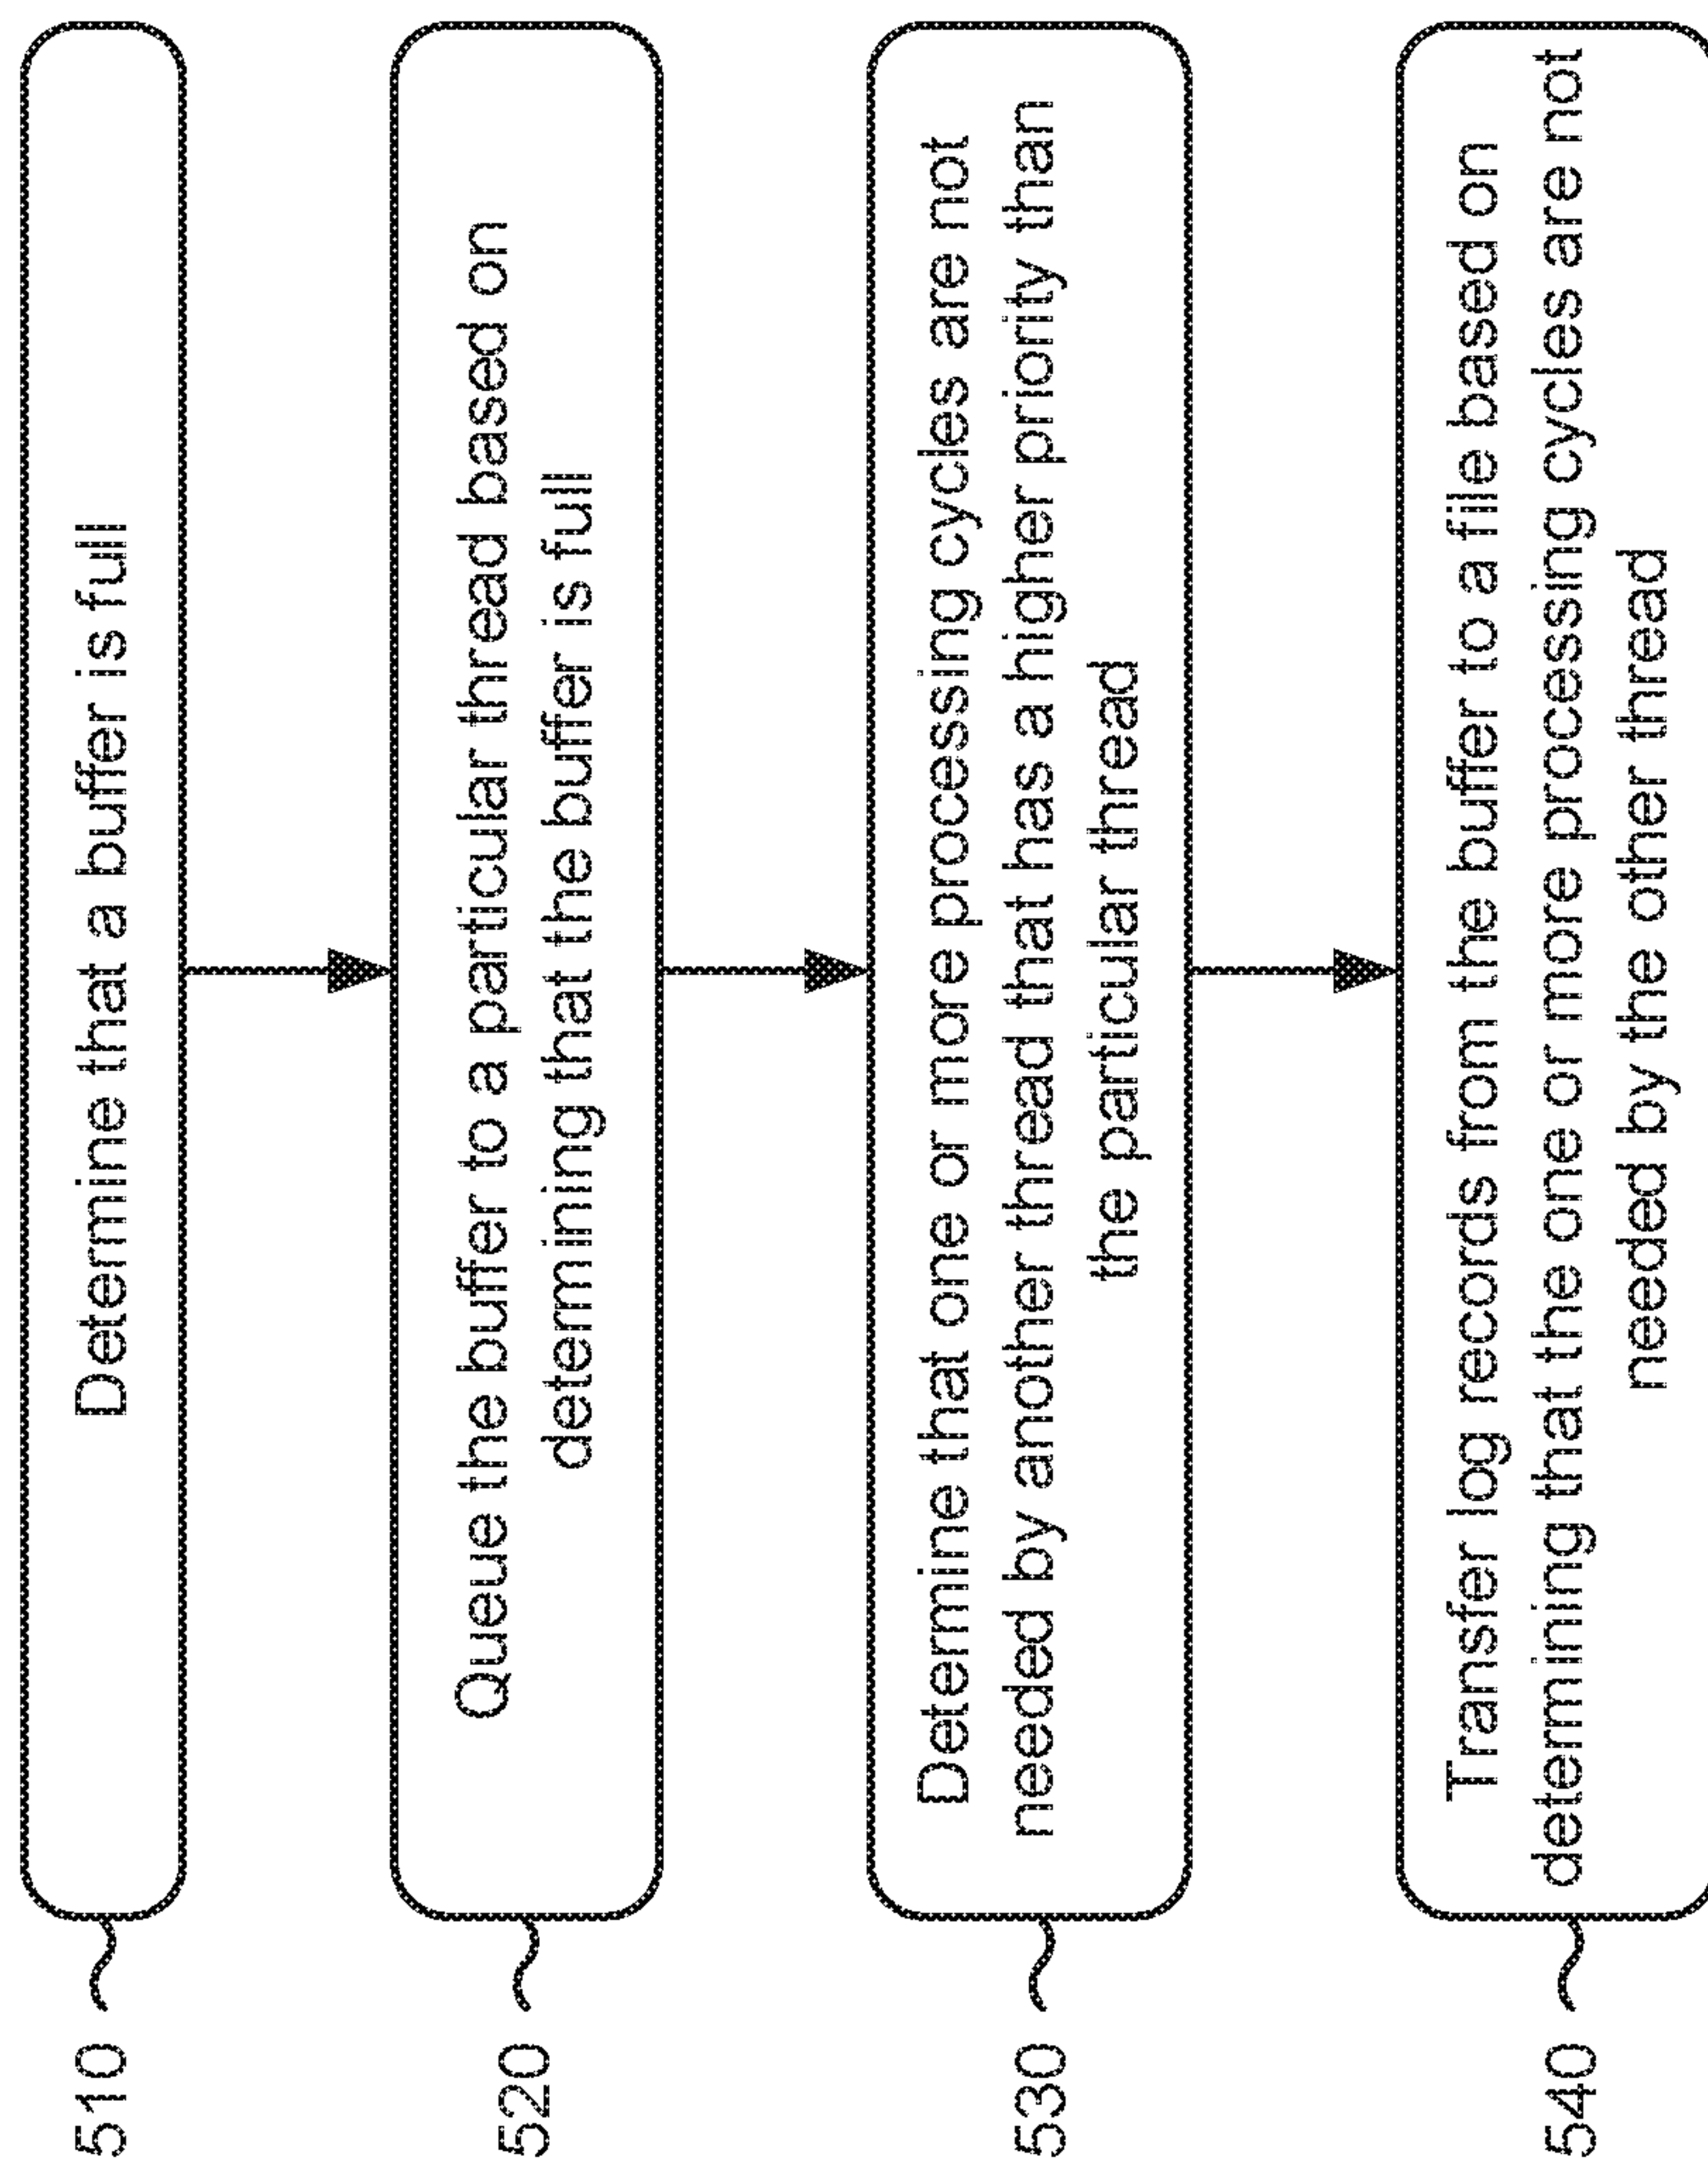 510
Determine that a buffer is full
520
Queue the buffer to a particular thread based on
determining that the buffer is full
530
Determine that one or more processing cycles are not
needed by another thread that has a higher priority than
the particular thread
540
Transfer log records from the buffer to a file based on
determining that the one or more processing cycles are not
needed by the other thread